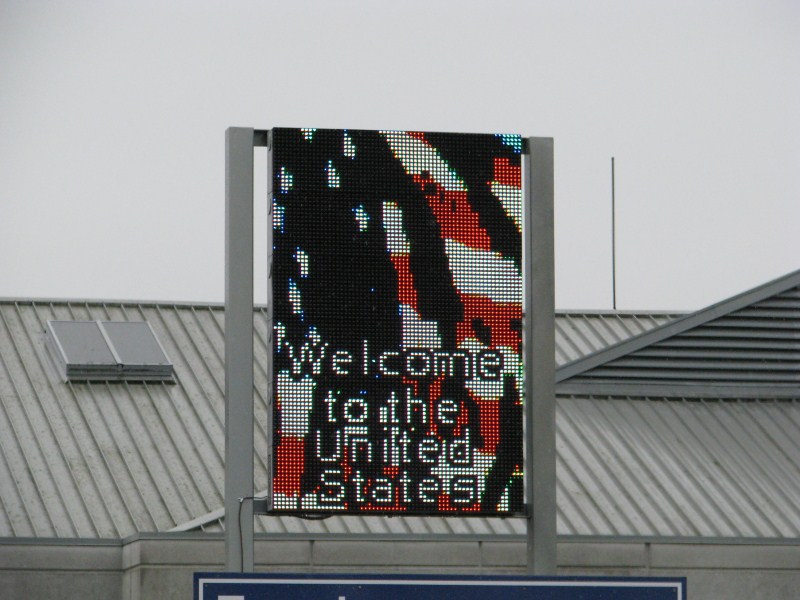 Welcome
to the
United
States